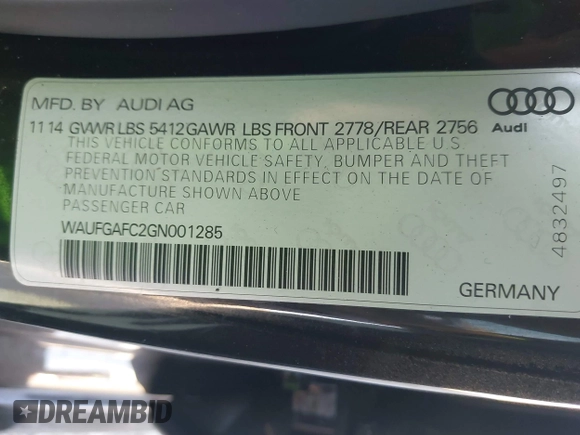 MFD. BY AUDI AG
11 14 GVWR LBS 5412 GAWR LBS FRONT 2778/REAR 2756
Audi
THIS VEHICLE CONFORMS TO ALL APPLICABLE U.S.
FEDERAL MOTOR VEHICLE SAFETY, BUMPER AND THEFT
PREVENTION STANDARDS IN EFFECT ON THE DATE OF
MANUFACTURE SHOWN ABOVE
PASSENGER CAR
WAUFGAFC2GN001285
4832497
GERMANY
DREAMBID